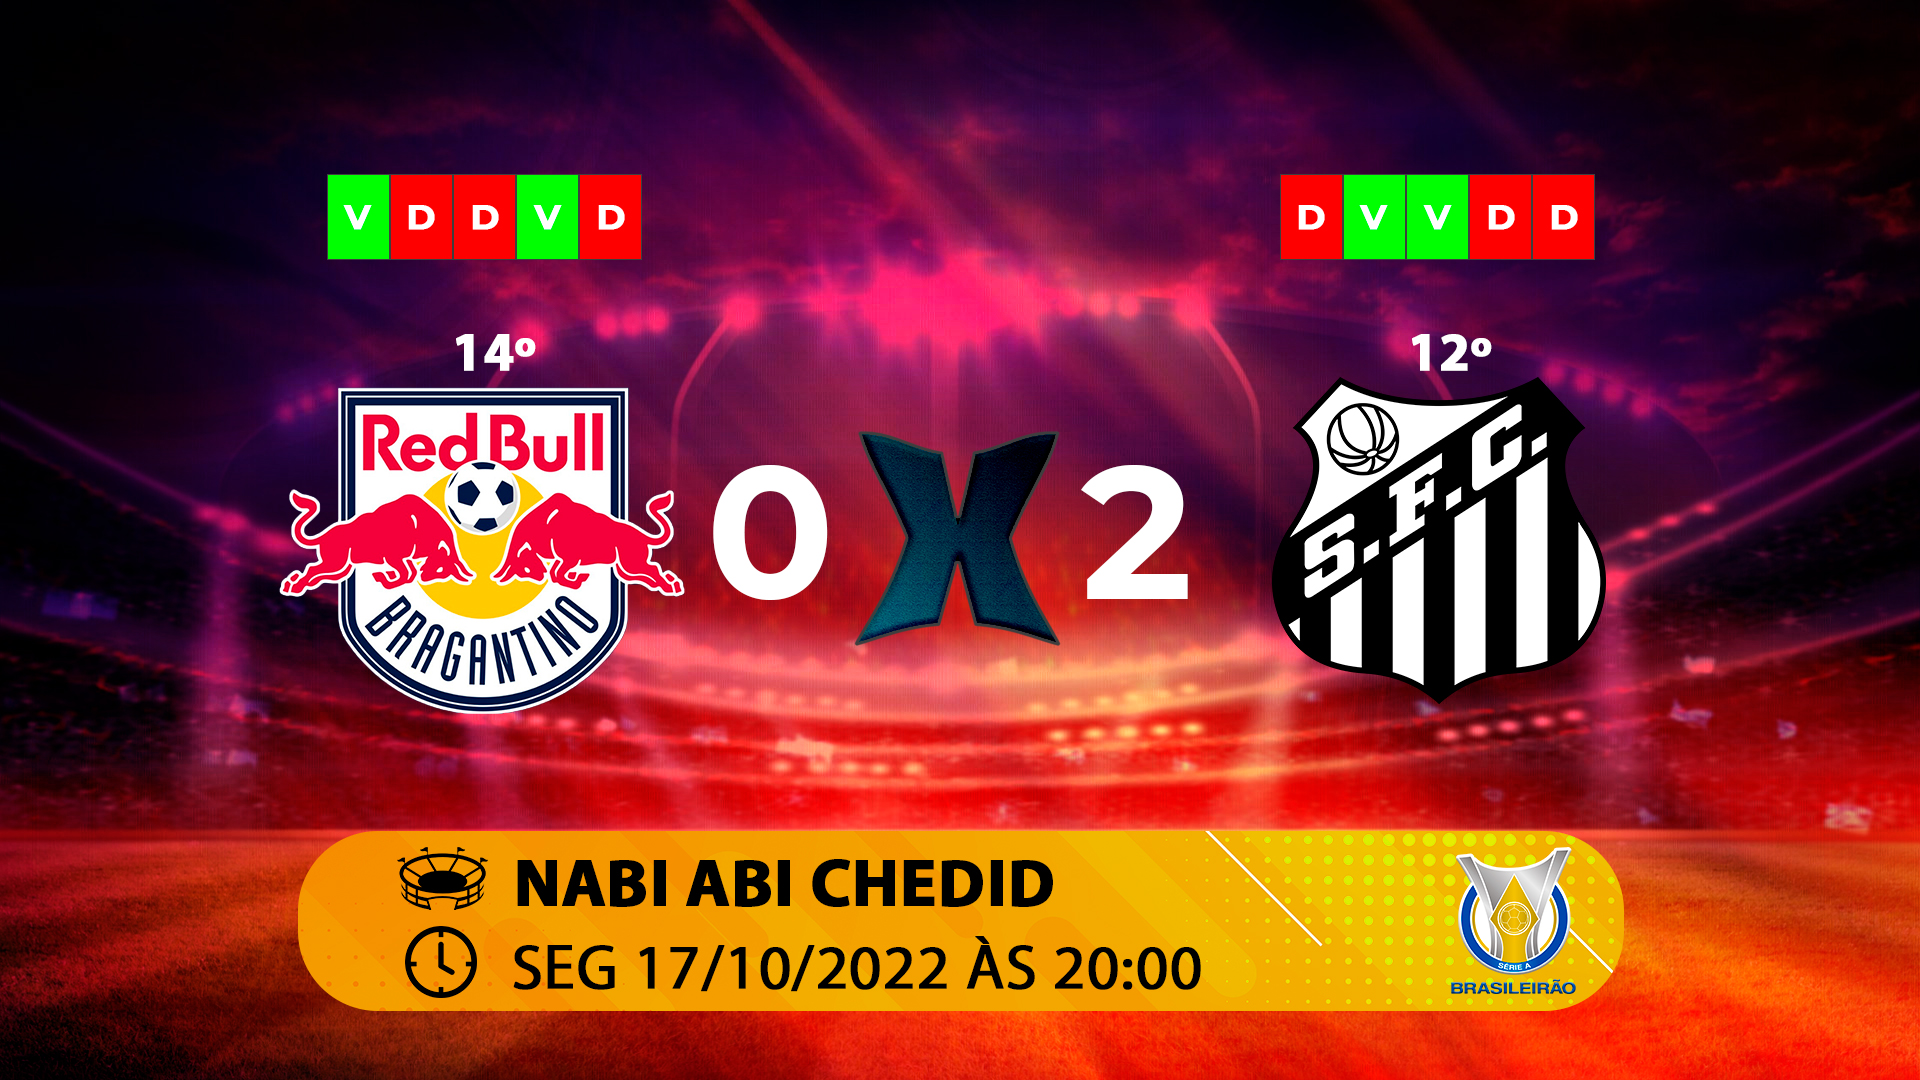 V D D V D
D V V D D
14º
12º
Red Bull
BRAGANTINO
0 X 2
S.F.C.
NABI ABI CHEDID
SEG 17/10/2022 ÀS 20:00
SÉRIE A
BRASILEIRÃO